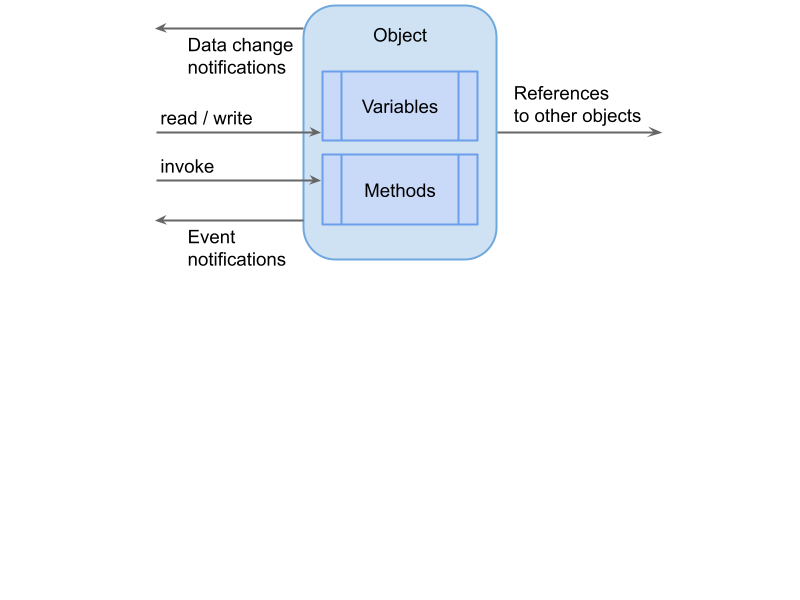 Object
Data change
notifications
Variables
References
to other objects
read / write
invoke
Methods
Event
notifications